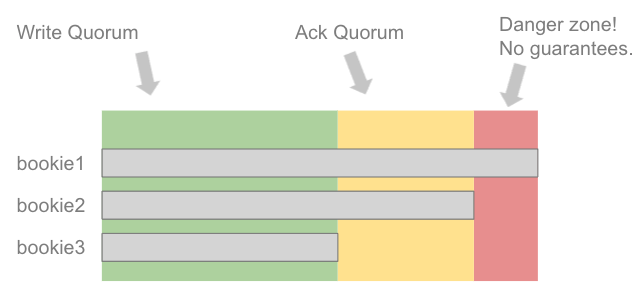 Write Quorum
Ack Quorum
Danger zone!
No guarantees.
bookie1
bookie2
bookie3